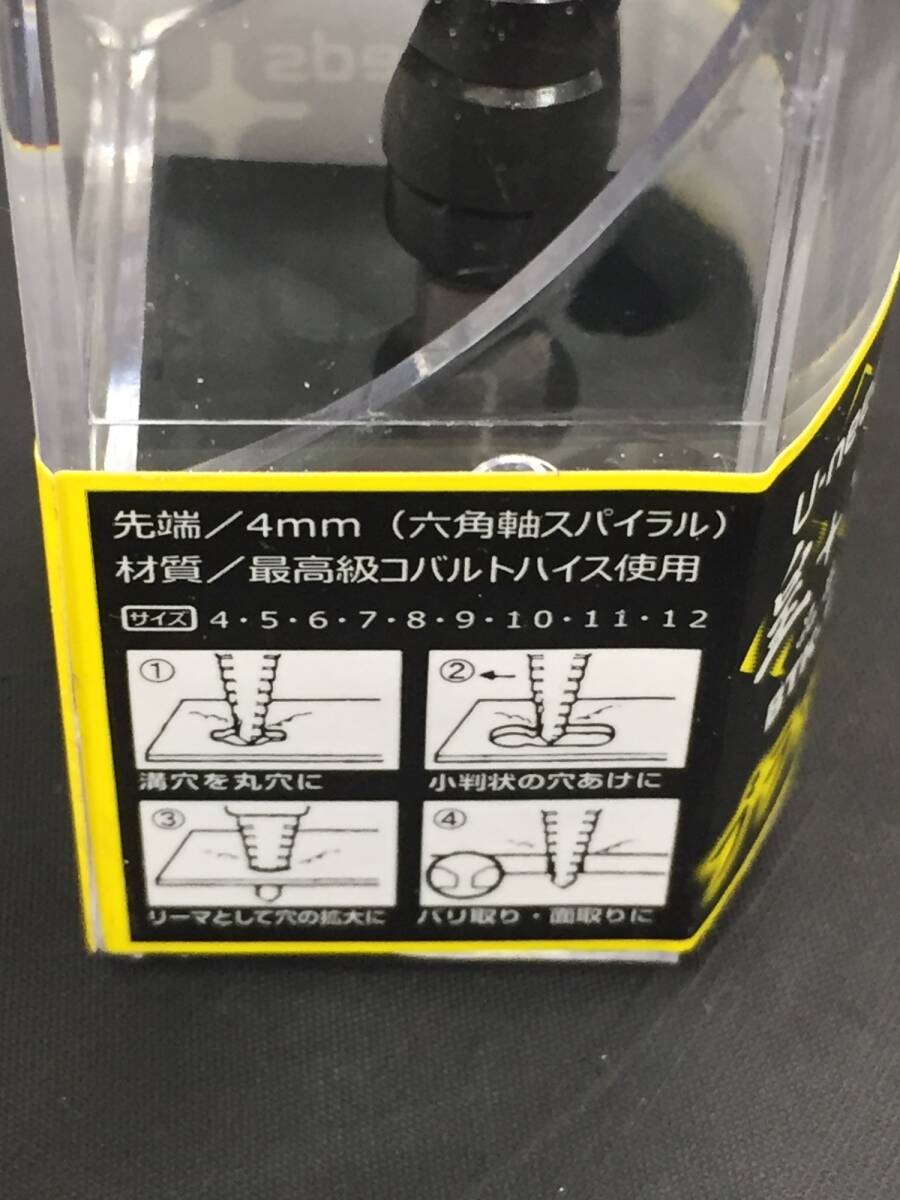 先端／4mm（六角軸スパイラル）
材質／最高級コバルトハイス使用
サイズ 4・5・6・7・8・9・10・11・12
①
②
溝穴を丸穴に
小判状の穴あけに
③
④
リーマとして穴の拡大に
バリ取り・面取りに